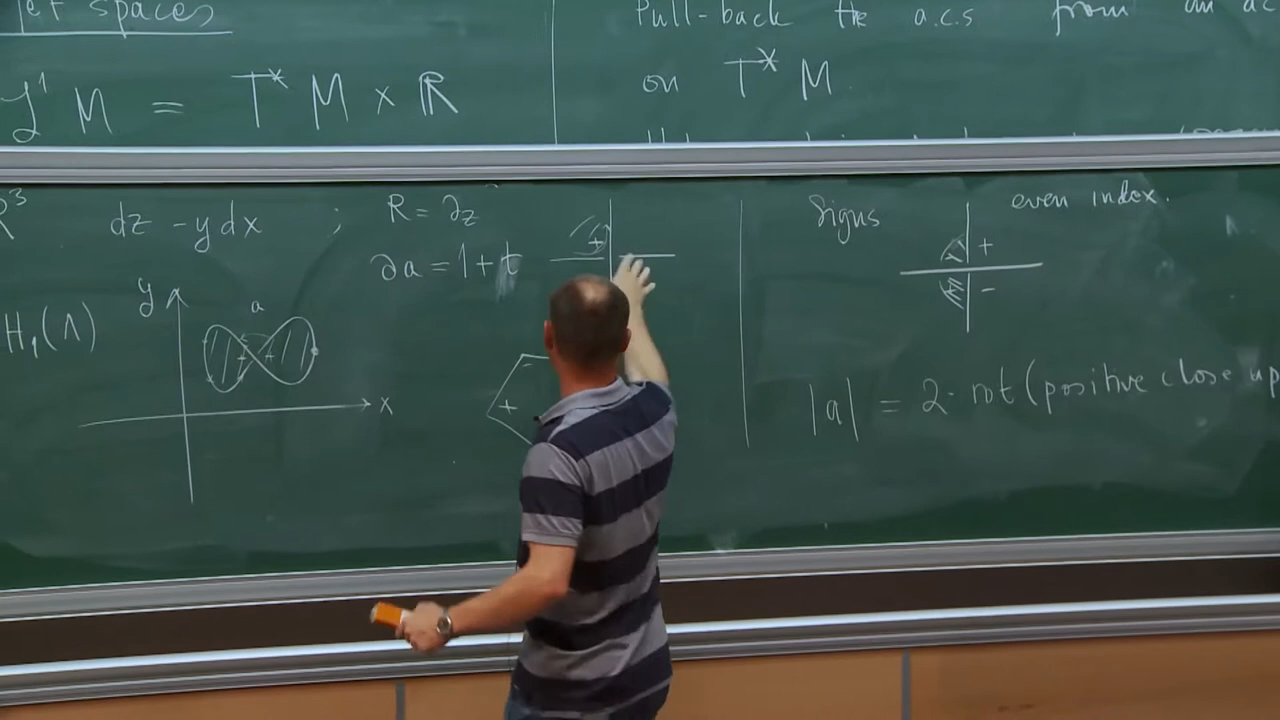 jet spaces
J¹ M = T* M × ℝ
Pull-back the a.c.s from an
on T* M
ℝ³ dz - y dx ; R = ∂z
∂a = 1 + t
+
H₁(Λ)
y
a
+ +
x
-
+
Signs
even index.
+
-
|a| = 2· rot (positive close up